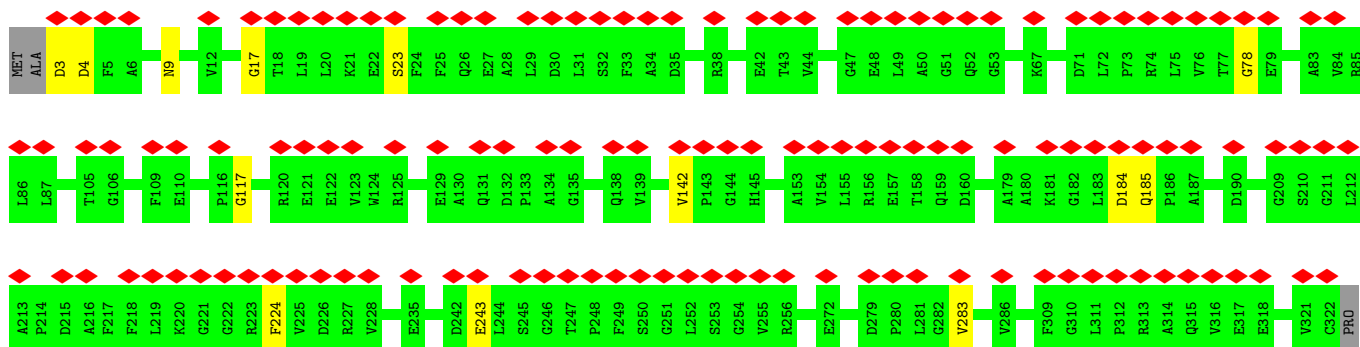 MET ALA D3 D4 F5 A6 N9 V12 G17 T18 L19 L20 K21 E22 S23 F24 F25 Q26 E27 A28 L29 D30 L31 S32 F33 A34 D35 R38 E42 T43 V44 G47 E48 L49 A50 G51 Q52 G53 K67 D71 L72 P73 R74 L75 V76 T77 G78 E79 A83 V84 R85
L86 L87 T105 G106 F109 E110 P116 G117 R120 E121 E122 V123 W124 R125 E129 A130 Q131 D132 P133 A134 G135 Q138 V139 V142 P143 G144 H145 A153 V154 L155 R156 E157 T158 Q159 D160 A179 A180 K181 G182 L183 D184 Q185 P186 A187 D190 G209 S210 G211 L212
A213 P214 D215 A216 F217 F218 L219 K220 G221 G222 R223 F224 V225 D226 R227 V228 E235 D242 E243 L244 S245 G246 T247 P248 F249 S250 G251 L252 S253 G254 V255 R256 E272 D279 P280 L281 G282 V283 V286 F309 G310 L311 P312 R313 A314 Q315 V316 E317 E318 V321 C322 PRO